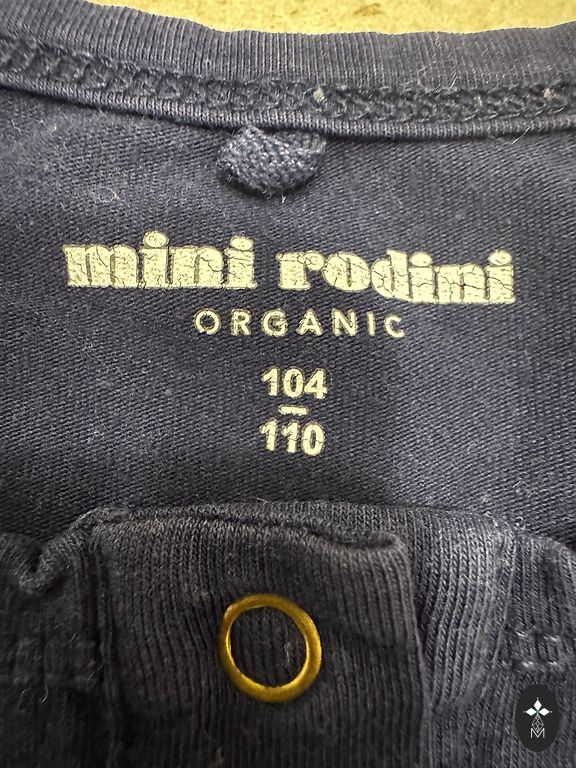 mini rodini
ORGANIC
104
–
110
M